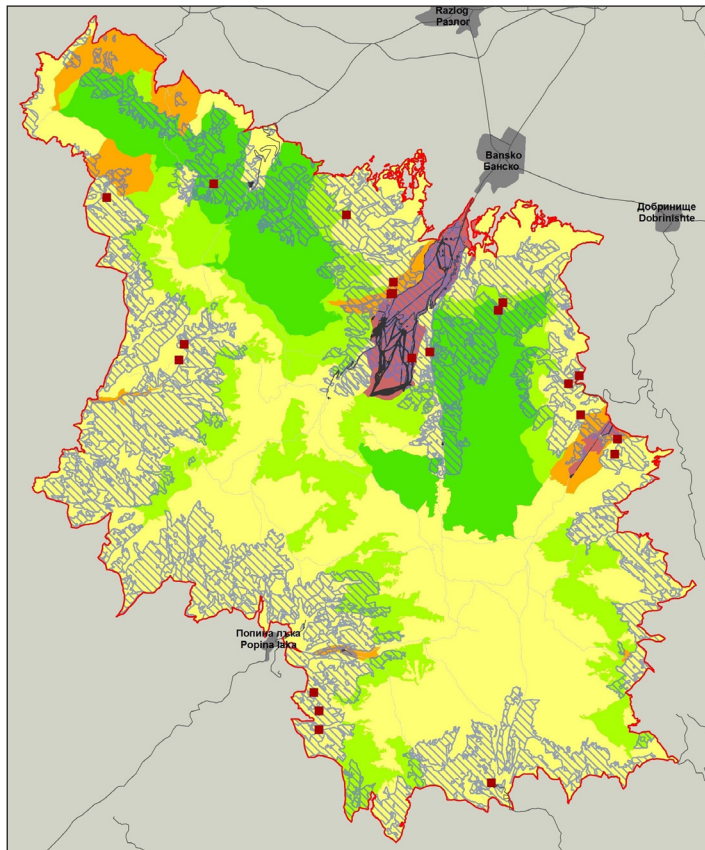 Razlog
Разлог
Bansko
Банско
Добринище
Dobrinishte
Попина лъка
Popina laka